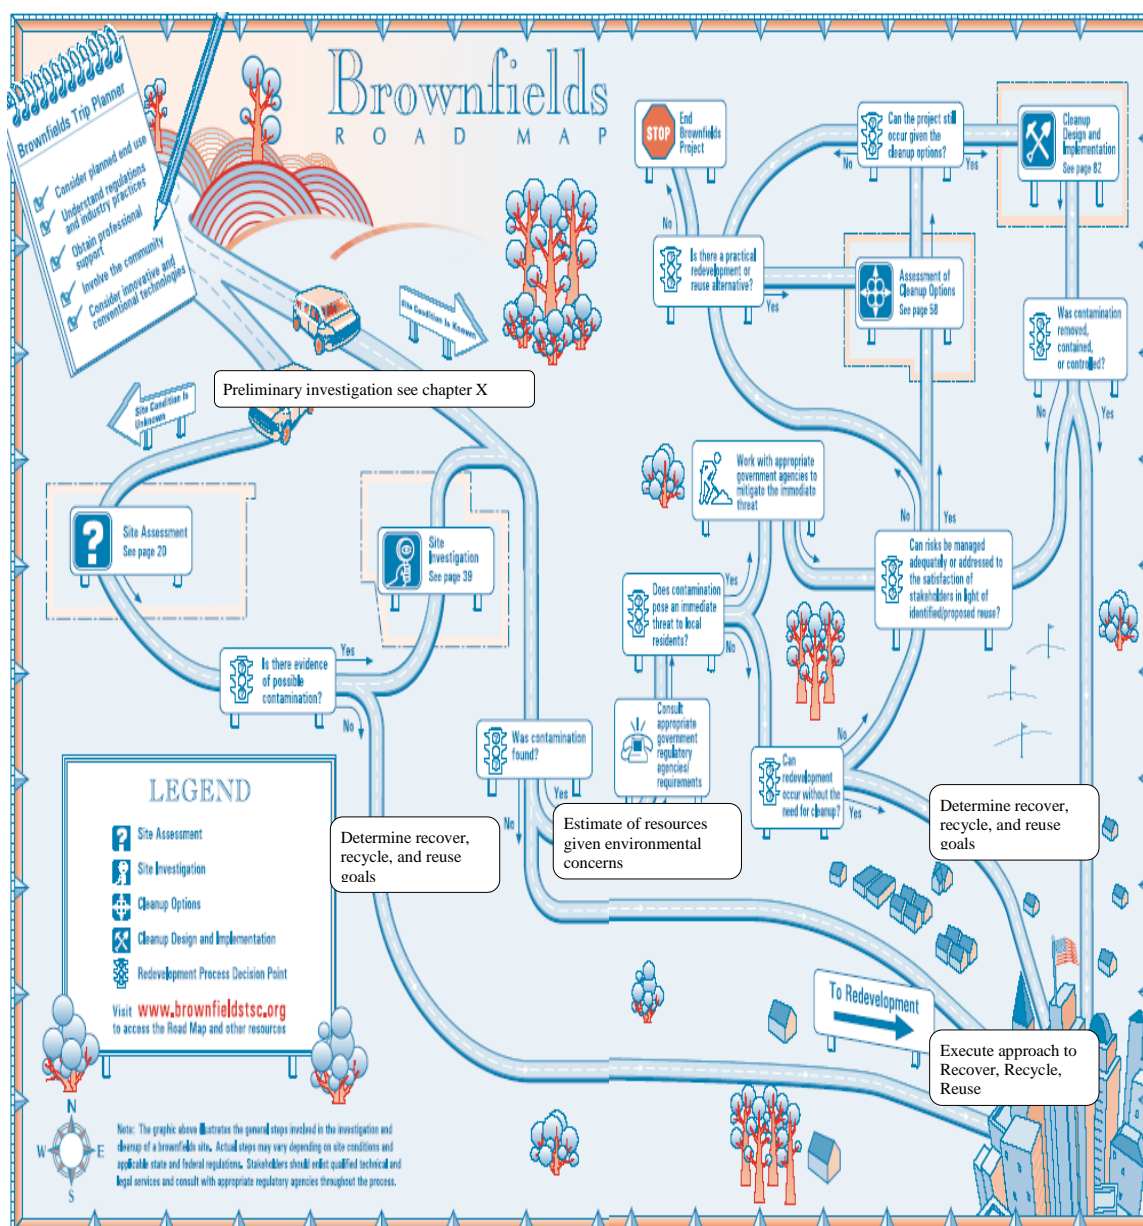 Brownfields
ROAD MAP
Brownfields Trip Planner
Consider planned end use
Understand regulations
and industry practices
Obtain professional
support
Involve the community
Consider innovative and
conventional technologies
Site Condition is Known
Preliminary investigation see chapter X
Site Condition is
Unknown
Site Assessment
See page 20
Site
Investigation
See page 39
Is there evidence
of possible
contamination?
Yes
No
Was contamination
found?
Yes
No
Determine recover,
recycle, and reuse
goals
Estimate of resources
given environmental
concerns
Consult
appropriate
government
regulatory
agencies/
requirements
Does contamination
pose an immediate
threat to local
residents?
Yes
No
Work with appropriate
government agencies to
mitigate the immediate
threat
Can
redevelopment
occur without the
need for cleanup?
No
Yes
Can risks be managed
adequately or addressed to
the satisfaction of
stakeholders in light of
identified/proposed reuse?
No
Yes
Is there a practical
redevelopment or
reuse alternative?
No
Yes
STOP
End
Brownfields
Project
Assessment of
Cleanup Options
See page 58
Can the project still
occur given the
cleanup options?
No
Yes
Cleanup
Design and
Implementation
See page 82
Was contamination
removed,
contained,
or controlled?
No
Yes
Determine recover,
recycle, and reuse
goals
To Redevelopment
Execute approach to
Recover, Recycle,
Reuse
LEGEND
Site Assessment
Site Investigation
Cleanup Options
Cleanup Design and Implementation
Redevelopment Process Decision Point
Visit www.brownfieldstsc.org
to access the Road Map and other resources
N
W
E
S
Note: The graphic above illustrates the general steps involved in the investigation and
cleanup of a brownfields site. Actual steps may vary depending on site conditions and
applicable state and federal regulations. Stakeholders should enlist qualified technical and
legal services and consult with appropriate regulatory agencies throughout the process.